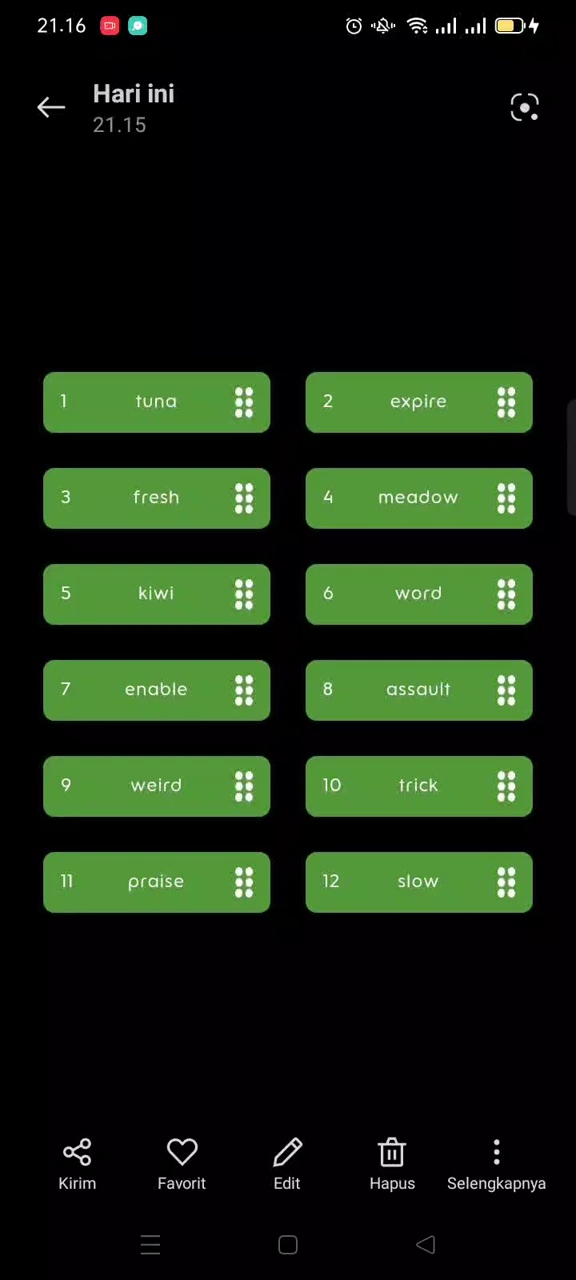 21.16
Hari ini
21.15
1 tuna
2 expire
3 fresh
4 meadow
5 kiwi
6 word
7 enable
8 assault
9 weird
10 trick
11 praise
12 slow
Kirim
Favorit
Edit
Hapus
Selengkapnya